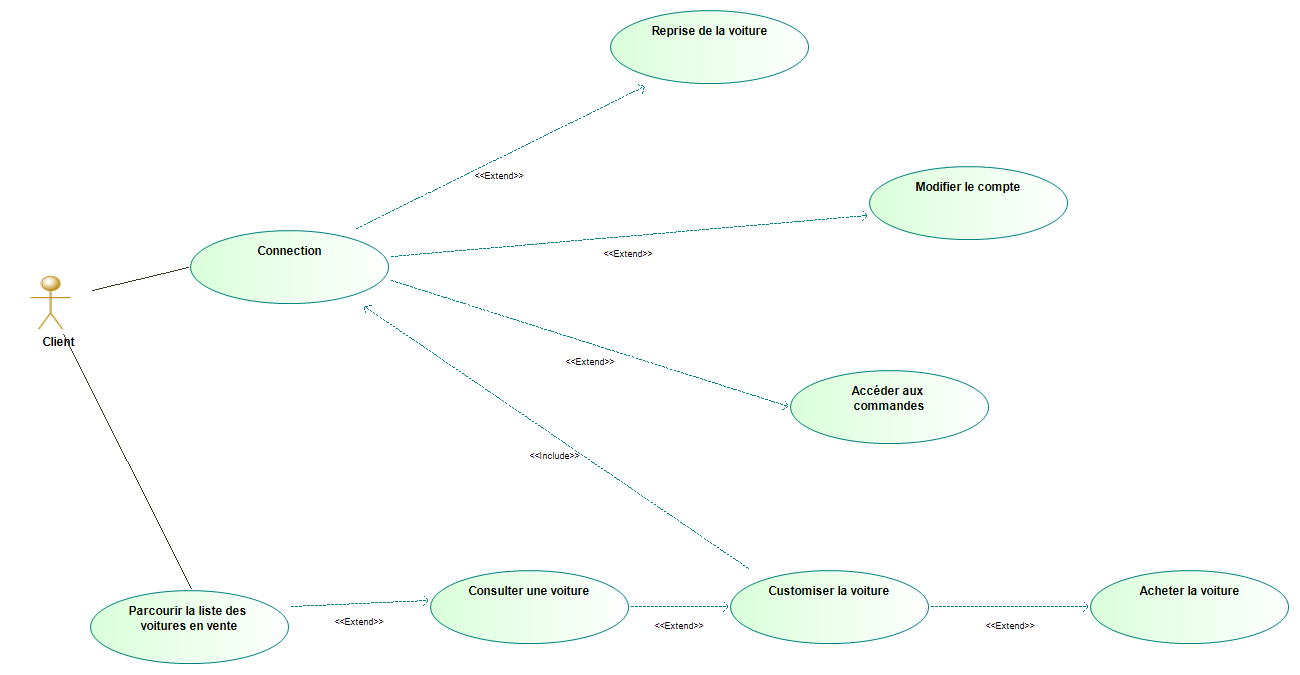 Reprise de la voiture
<<Extend>>
Modifier le compte
Connection
<<Extend>>
Client
<<Extend>>
Accéder aux
commandes
<<Include>>
Consulter une voiture
Customiser la voiture
Acheter la voiture
Parcourir la liste des
voitures en vente
<<Extend>>
<<Extend>>
<<Extend>>